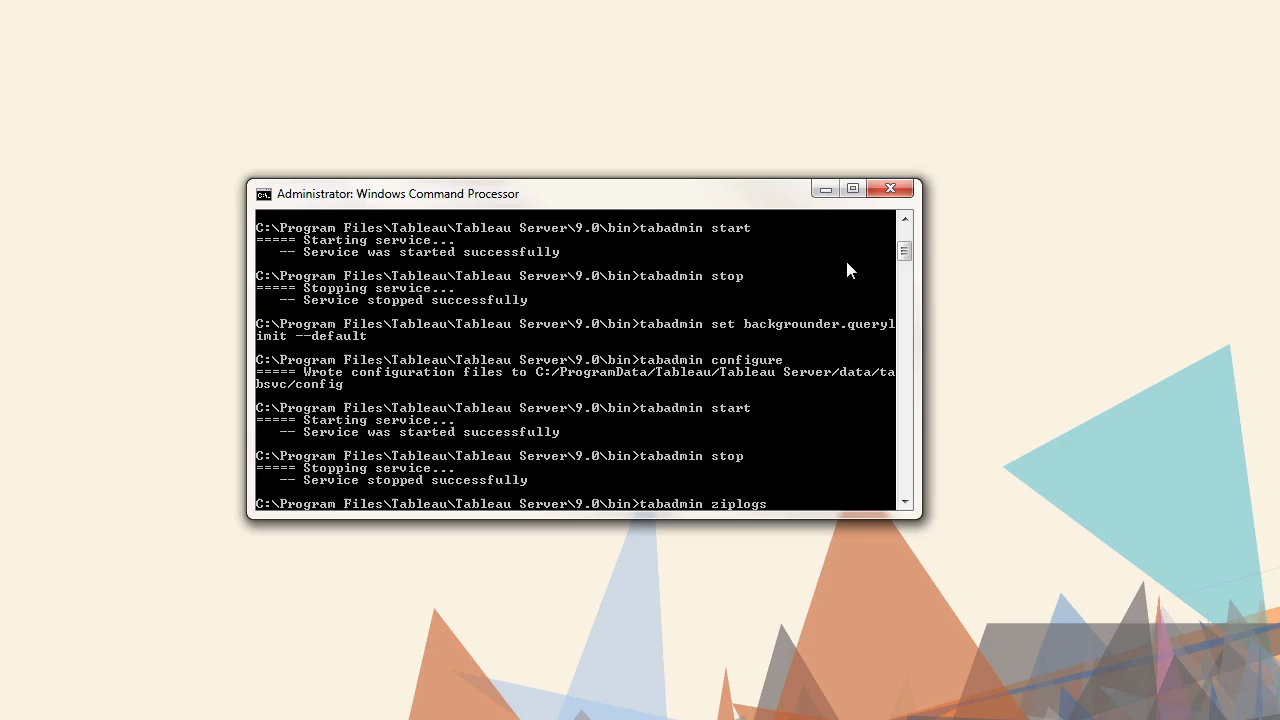 Administrator: Windows Command Processor
C:\Program Files\Tableau\Tableau Server\9.0\bin>tabadmin start
===== Starting service...
   -- Service was started successfully
C:\Program Files\Tableau\Tableau Server\9.0\bin>tabadmin stop
===== Stopping service...
   -- Service stopped successfully
C:\Program Files\Tableau\Tableau Server\9.0\bin>tabadmin set backgrounder.queryl
imit --default
C:\Program Files\Tableau\Tableau Server\9.0\bin>tabadmin configure
===== Wrote configuration files to C:/ProgramData/Tableau/Tableau Server/data/ta
bsvc/config
C:\Program Files\Tableau\Tableau Server\9.0\bin>tabadmin start
===== Starting service...
   -- Service was started successfully
C:\Program Files\Tableau\Tableau Server\9.0\bin>tabadmin stop
===== Stopping service...
   -- Service stopped successfully
C:\Program Files\Tableau\Tableau Server\9.0\bin>tabadmin ziplogs